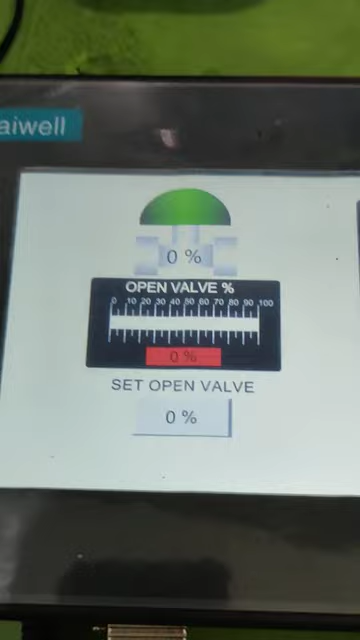 aiwell
0 %
OPEN VALVE %
0 10 20 30 40 50 60 70 80 90 100
0 %
SET OPEN VALVE
0 %